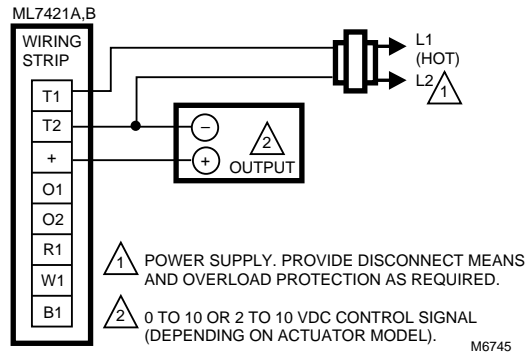 ML7421A,B
WIRING
STRIP
T1
T2
+
O1
O2
R1
W1
B1
L1
(HOT)
L2
1
−
+
2
OUTPUT
1 POWER SUPPLY. PROVIDE DISCONNECT MEANS
AND OVERLOAD PROTECTION AS REQUIRED.
2 0 TO 10 OR 2 TO 10 VDC CONTROL SIGNAL
(DEPENDING ON ACTUATOR MODEL).
M6745